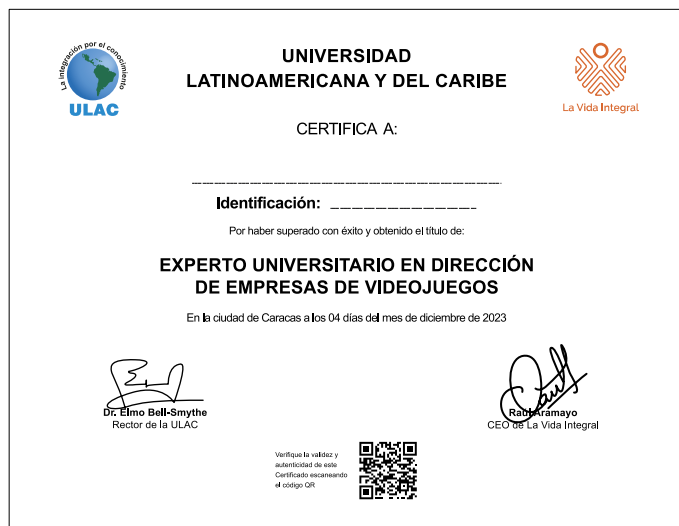 La integración por el conocimiento
ULAC
UNIVERSIDAD
LATINOAMERICANA Y DEL CARIBE
La Vida Integral
CERTIFICA A:
Identificación:
Por haber superado con éxito y obtenido el título de:
EXPERTO UNIVERSITARIO EN DIRECCIÓN
DE EMPRESAS DE VIDEOJUEGOS
En la ciudad de Caracas a los 04 días del mes de diciembre de 2023
Dr. Elmo Bell-Smythe
Rector de la ULAC
Raúl Aramayo
CEO de La Vida Integral
Verifique la validez y
autenticidad de este
Certificado escaneando
el código QR